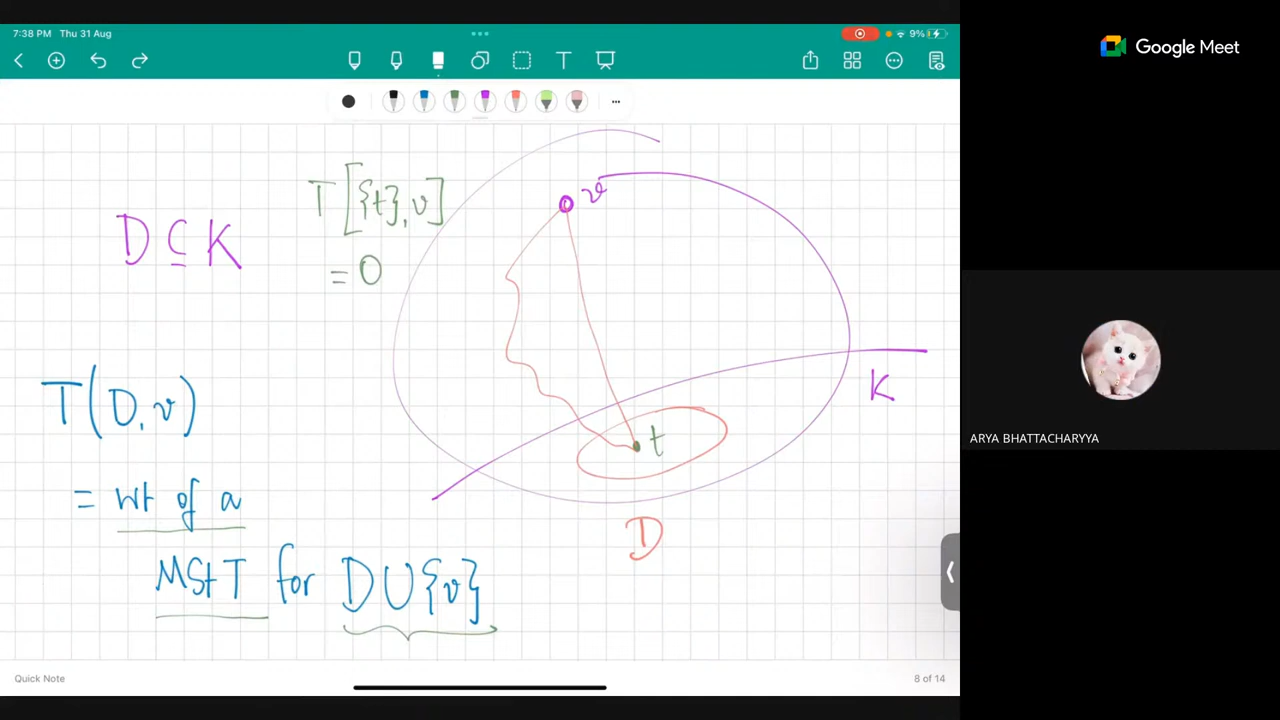 7:38 PM Thu 31 Aug
9%
Google Meet
T[{t},v]
= 0
v
D ⊆ K
K
T(D,v)
t
ARYA BHATTACHARYYA
= wt of a
D
MStT for D∪{v}
Quick Note
8 of 14